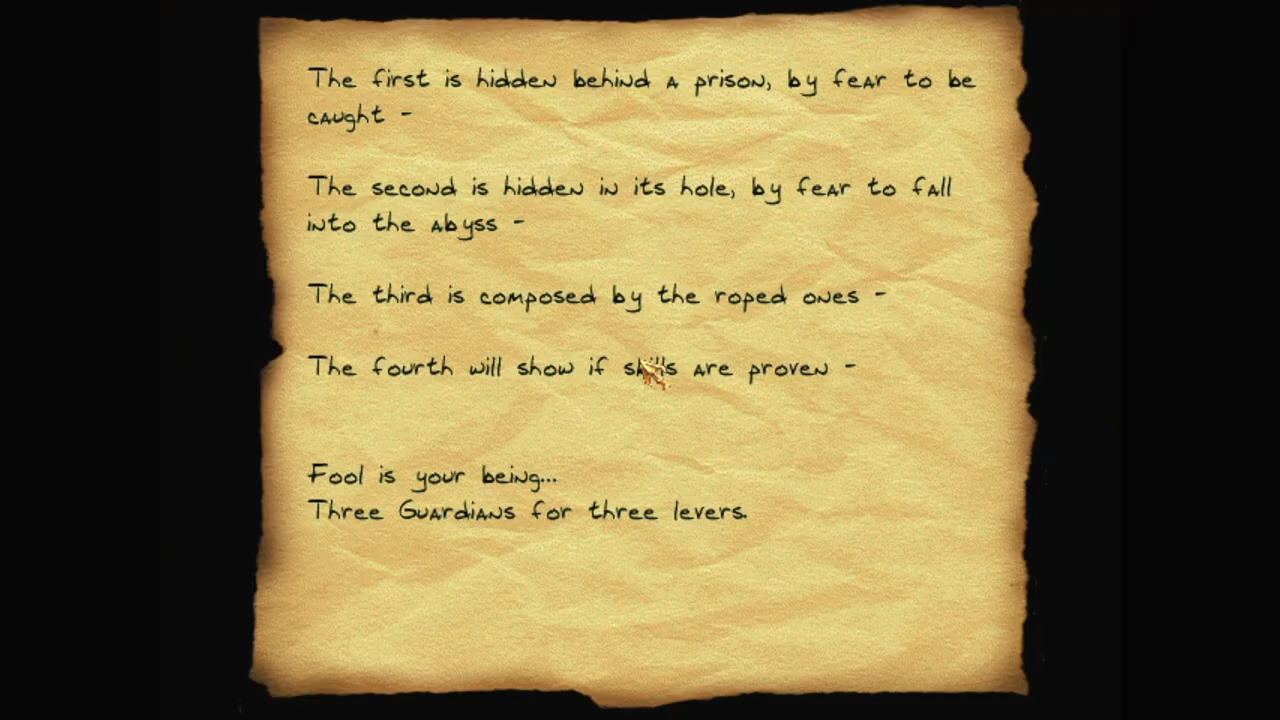 The first is hidden behind a prison, by fear to be
caught -
The second is hidden in its hole, by fear to fall
into the abyss -
The third is composed by the roped ones -
The fourth will show if skills are proven -
Fool is your being...
Three Guardians for three levers.